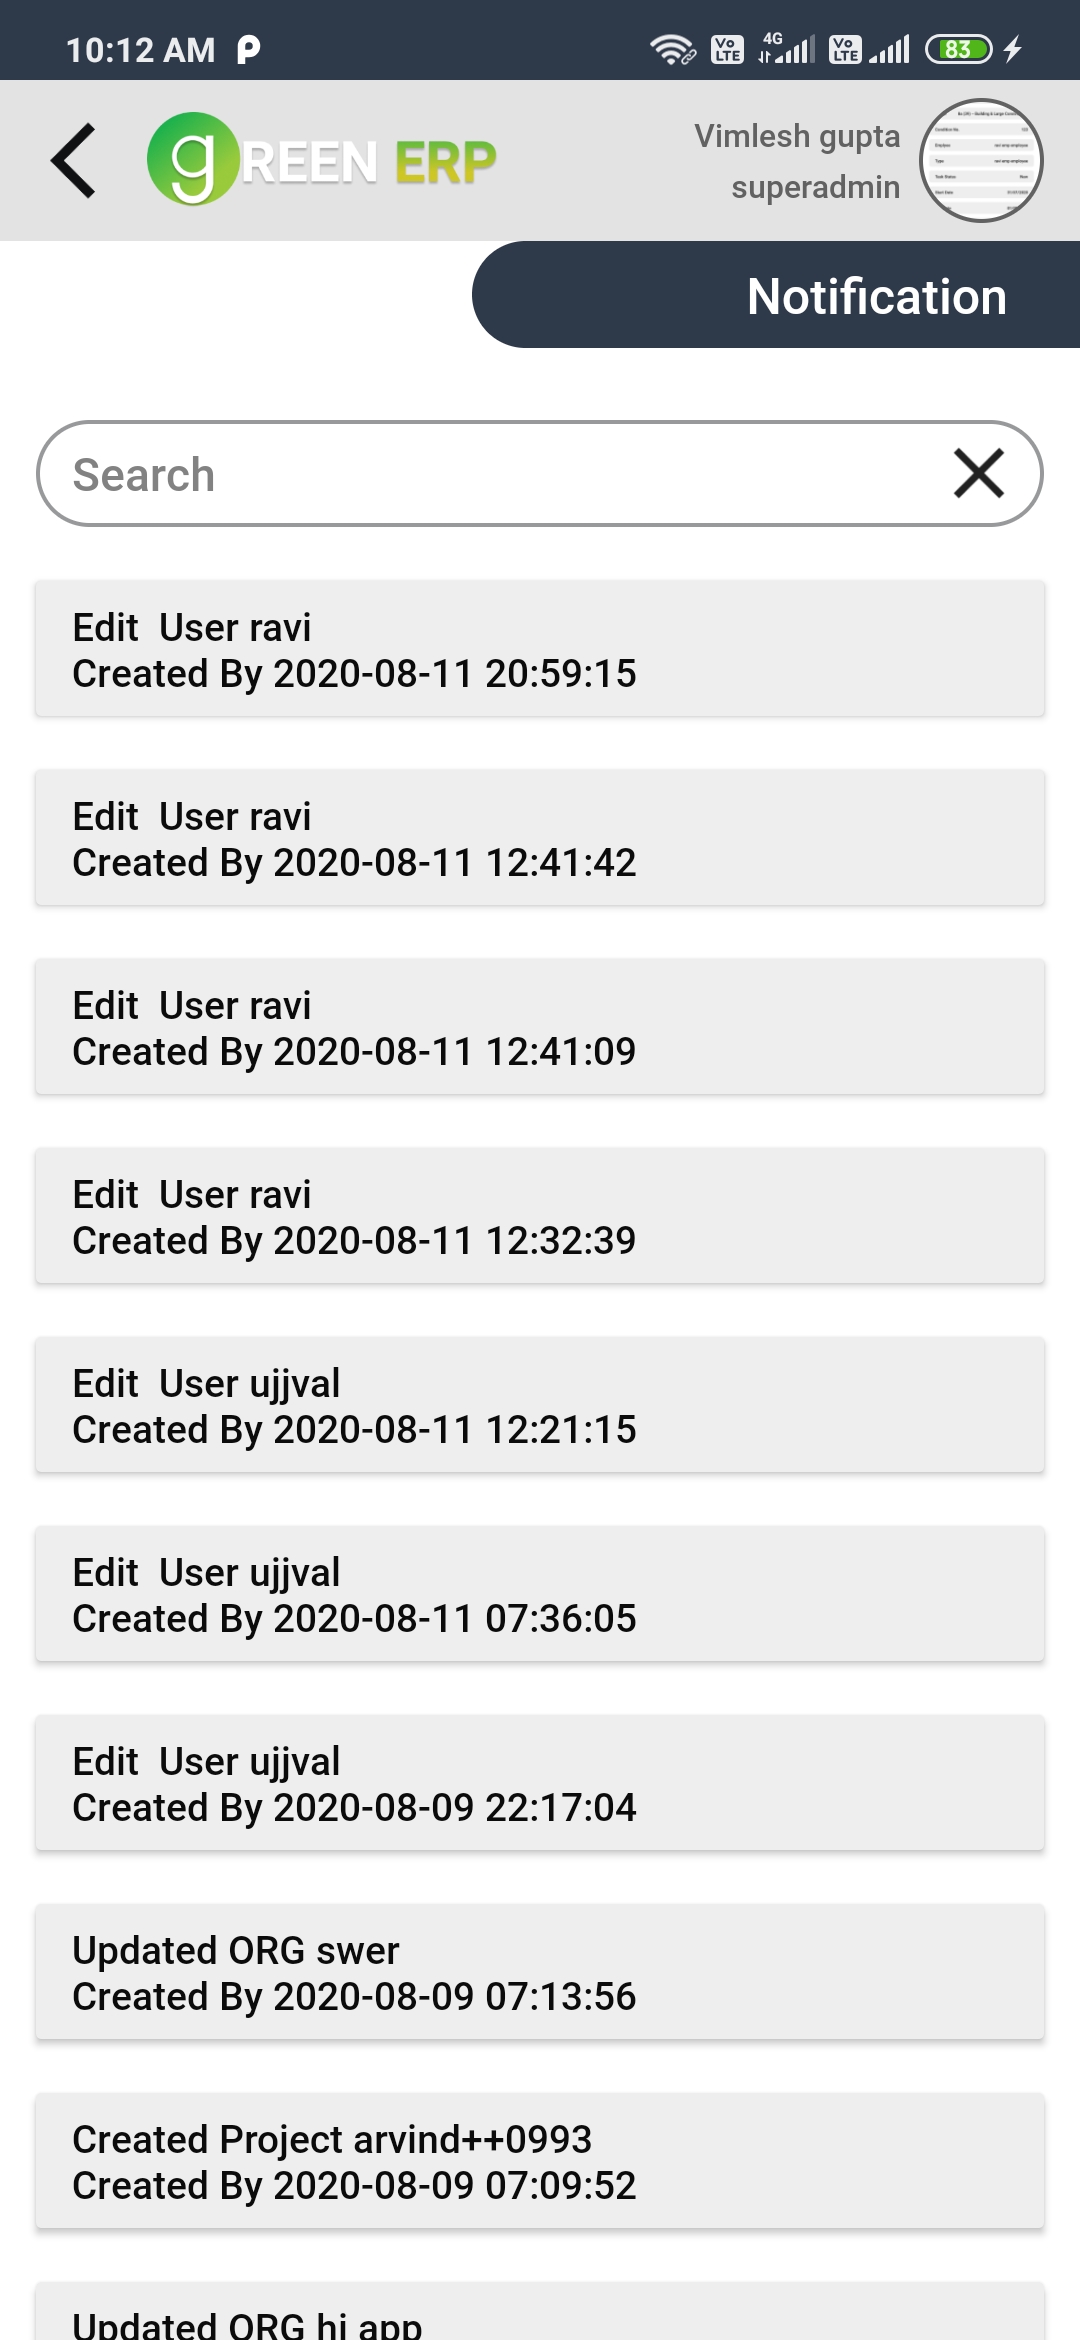 10:12 AM
4G
Vo LTE
Vo LTE
83
gREEN ERP
Vimlesh gupta
superadmin
Notification
Search
Edit  User ravi
Created By 2020-08-11 20:59:15
Edit  User ravi
Created By 2020-08-11 12:41:42
Edit  User ravi
Created By 2020-08-11 12:41:09
Edit  User ravi
Created By 2020-08-11 12:32:39
Edit  User ujjval
Created By 2020-08-11 12:21:15
Edit  User ujjval
Created By 2020-08-11 07:36:05
Edit  User ujjval
Created By 2020-08-09 22:17:04
Updated ORG swer
Created By 2020-08-09 07:13:56
Created Project arvind++0993
Created By 2020-08-09 07:09:52
Updated ORG hi app